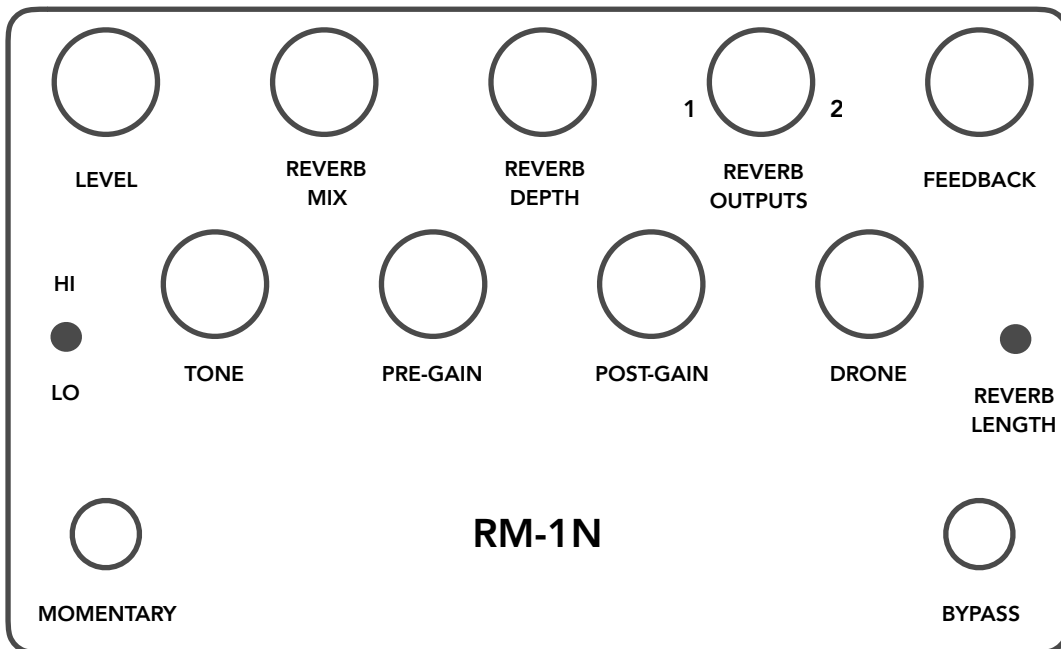 1
2
LEVEL
REVERB
MIX
REVERB
DEPTH
REVERB
OUTPUTS
FEEDBACK
HI
LO
TONE
PRE-GAIN
POST-GAIN
DRONE
REVERB
LENGTH
RM-1N
MOMENTARY
BYPASS